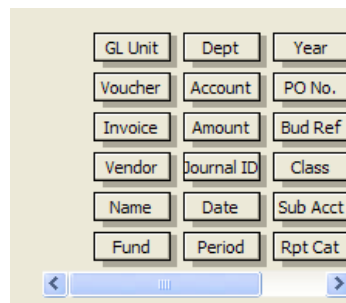 GL Unit Dept Year
Voucher Account PO No.
Invoice Amount Bud Ref
Vendor Journal ID Class
Name Date Sub Acct
Fund Period Rpt Cat